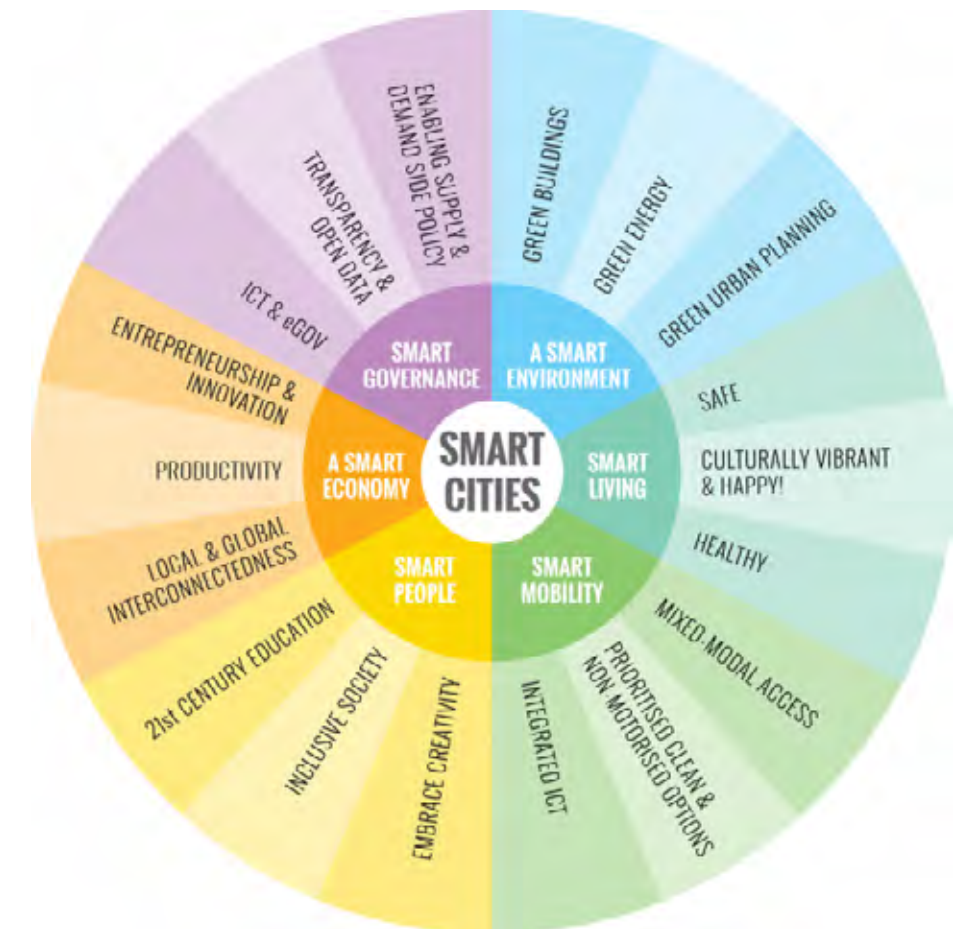 SMART
CITIES
A SMART
ENVIRONMENT
GREEN BUILDINGS
GREEN ENERGY
GREEN URBAN PLANNING
SMART
LIVING
SAFE
CULTURALLY VIBRANT
& HAPPY!
HEALTHY
SMART
MOBILITY
MIXED-MODAL ACCESS
PRIORITISED CLEAN &
NON MOTORISED OPTIONS
INTEGRATED ICT
SMART
PEOPLE
EMBRACE CREATIVITY
INCLUSIVE SOCIETY
21st CENTURY EDUCATION
A SMART
ECONOMY
LOCAL & GLOBAL
INTERCONNECTEDNESS
PRODUCTIVITY
ENTREPRENEURSHIP &
INNOVATION
SMART
GOVERNANCE
ICT & eGOV
TRANSPARENCY &
OPEN DATA
ENABLING SUPPLY &
DEMAND SIDE POLICY